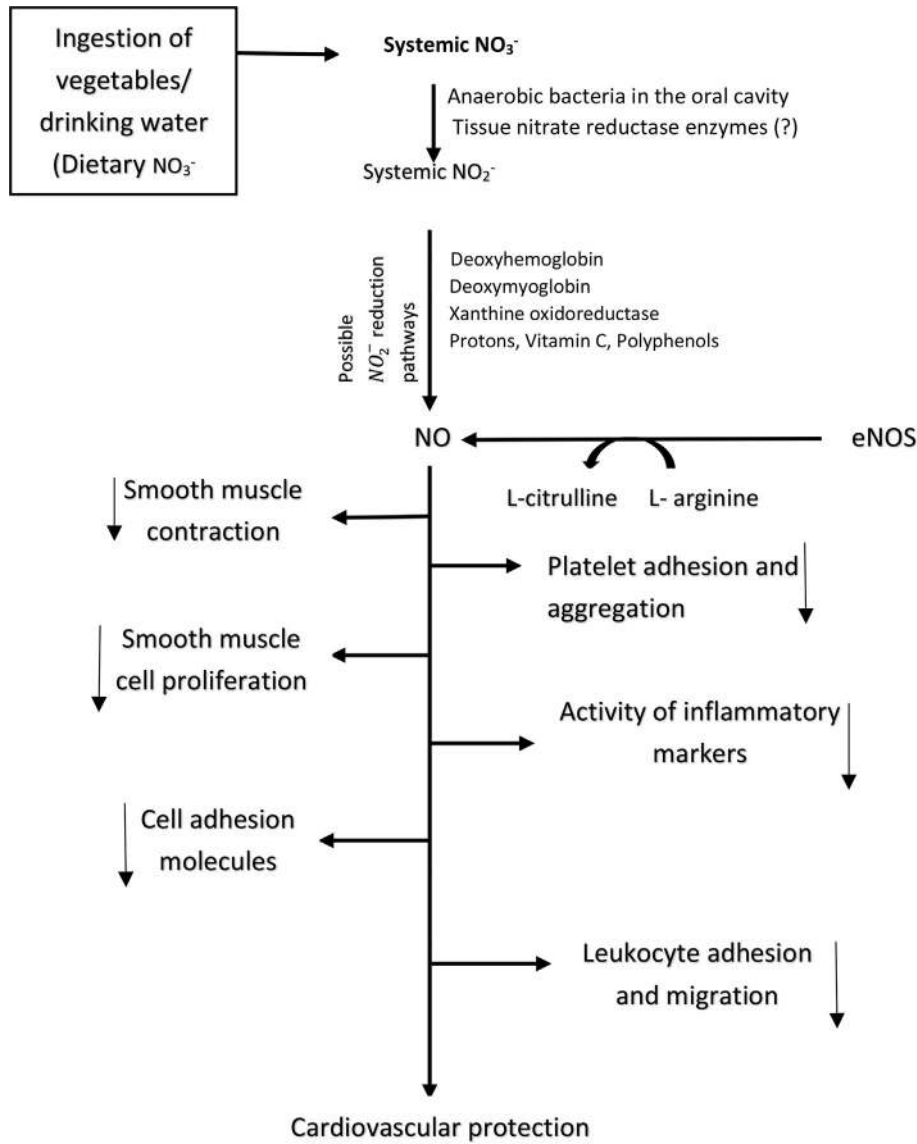 Ingestion of
vegetables/
drinking water
(Dietary NO₃⁻
Systemic NO₃⁻
Anaerobic bacteria in the oral cavity
Tissue nitrate reductase enzymes (?)
Systemic NO₂⁻
Possible
NO₂⁻ reduction
pathways
Deoxyhemoglobin
Deoxymyoglobin
Xanthine oxidoreductase
Protons, Vitamin C, Polyphenols
NO
eNOS
L-citrulline
L- arginine
Smooth muscle
contraction
Platelet adhesion and
aggregation
Smooth muscle
cell proliferation
Activity of inflammatory
markers
Cell adhesion
molecules
Leukocyte adhesion
and migration
Cardiovascular protection